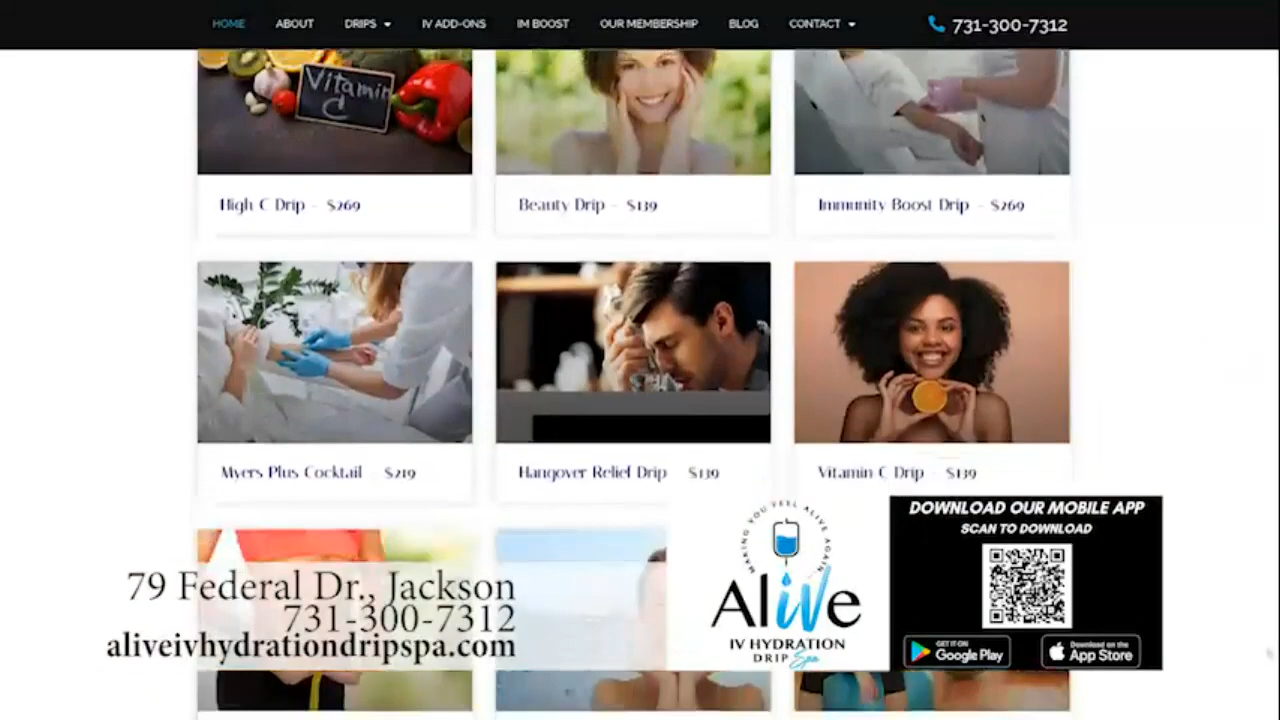 HOME ABOUT DRIPS IV ADD-ONS IM BOOST OUR MEMBERSHIP BLOG CONTACT 731-300-7312
Vitamin
C
High C Drip - $269
Beauty Drip - $139
Immunity Boost Drip - $269
Myers Plus Cocktail - $219
Hangover Relief Drip $139
Vitamin C Drip - $139
79 Federal Dr., Jackson
731-300-7312
aliveivhydrationdripspa.com
MAKING YOU FEEL ALIVE AGAIN
AlivVe
IV HYDRATION
DRIP Spa
DOWNLOAD OUR MOBILE APP
SCAN TO DOWNLOAD
GET IT ON
Google Play
Download on the
App Store